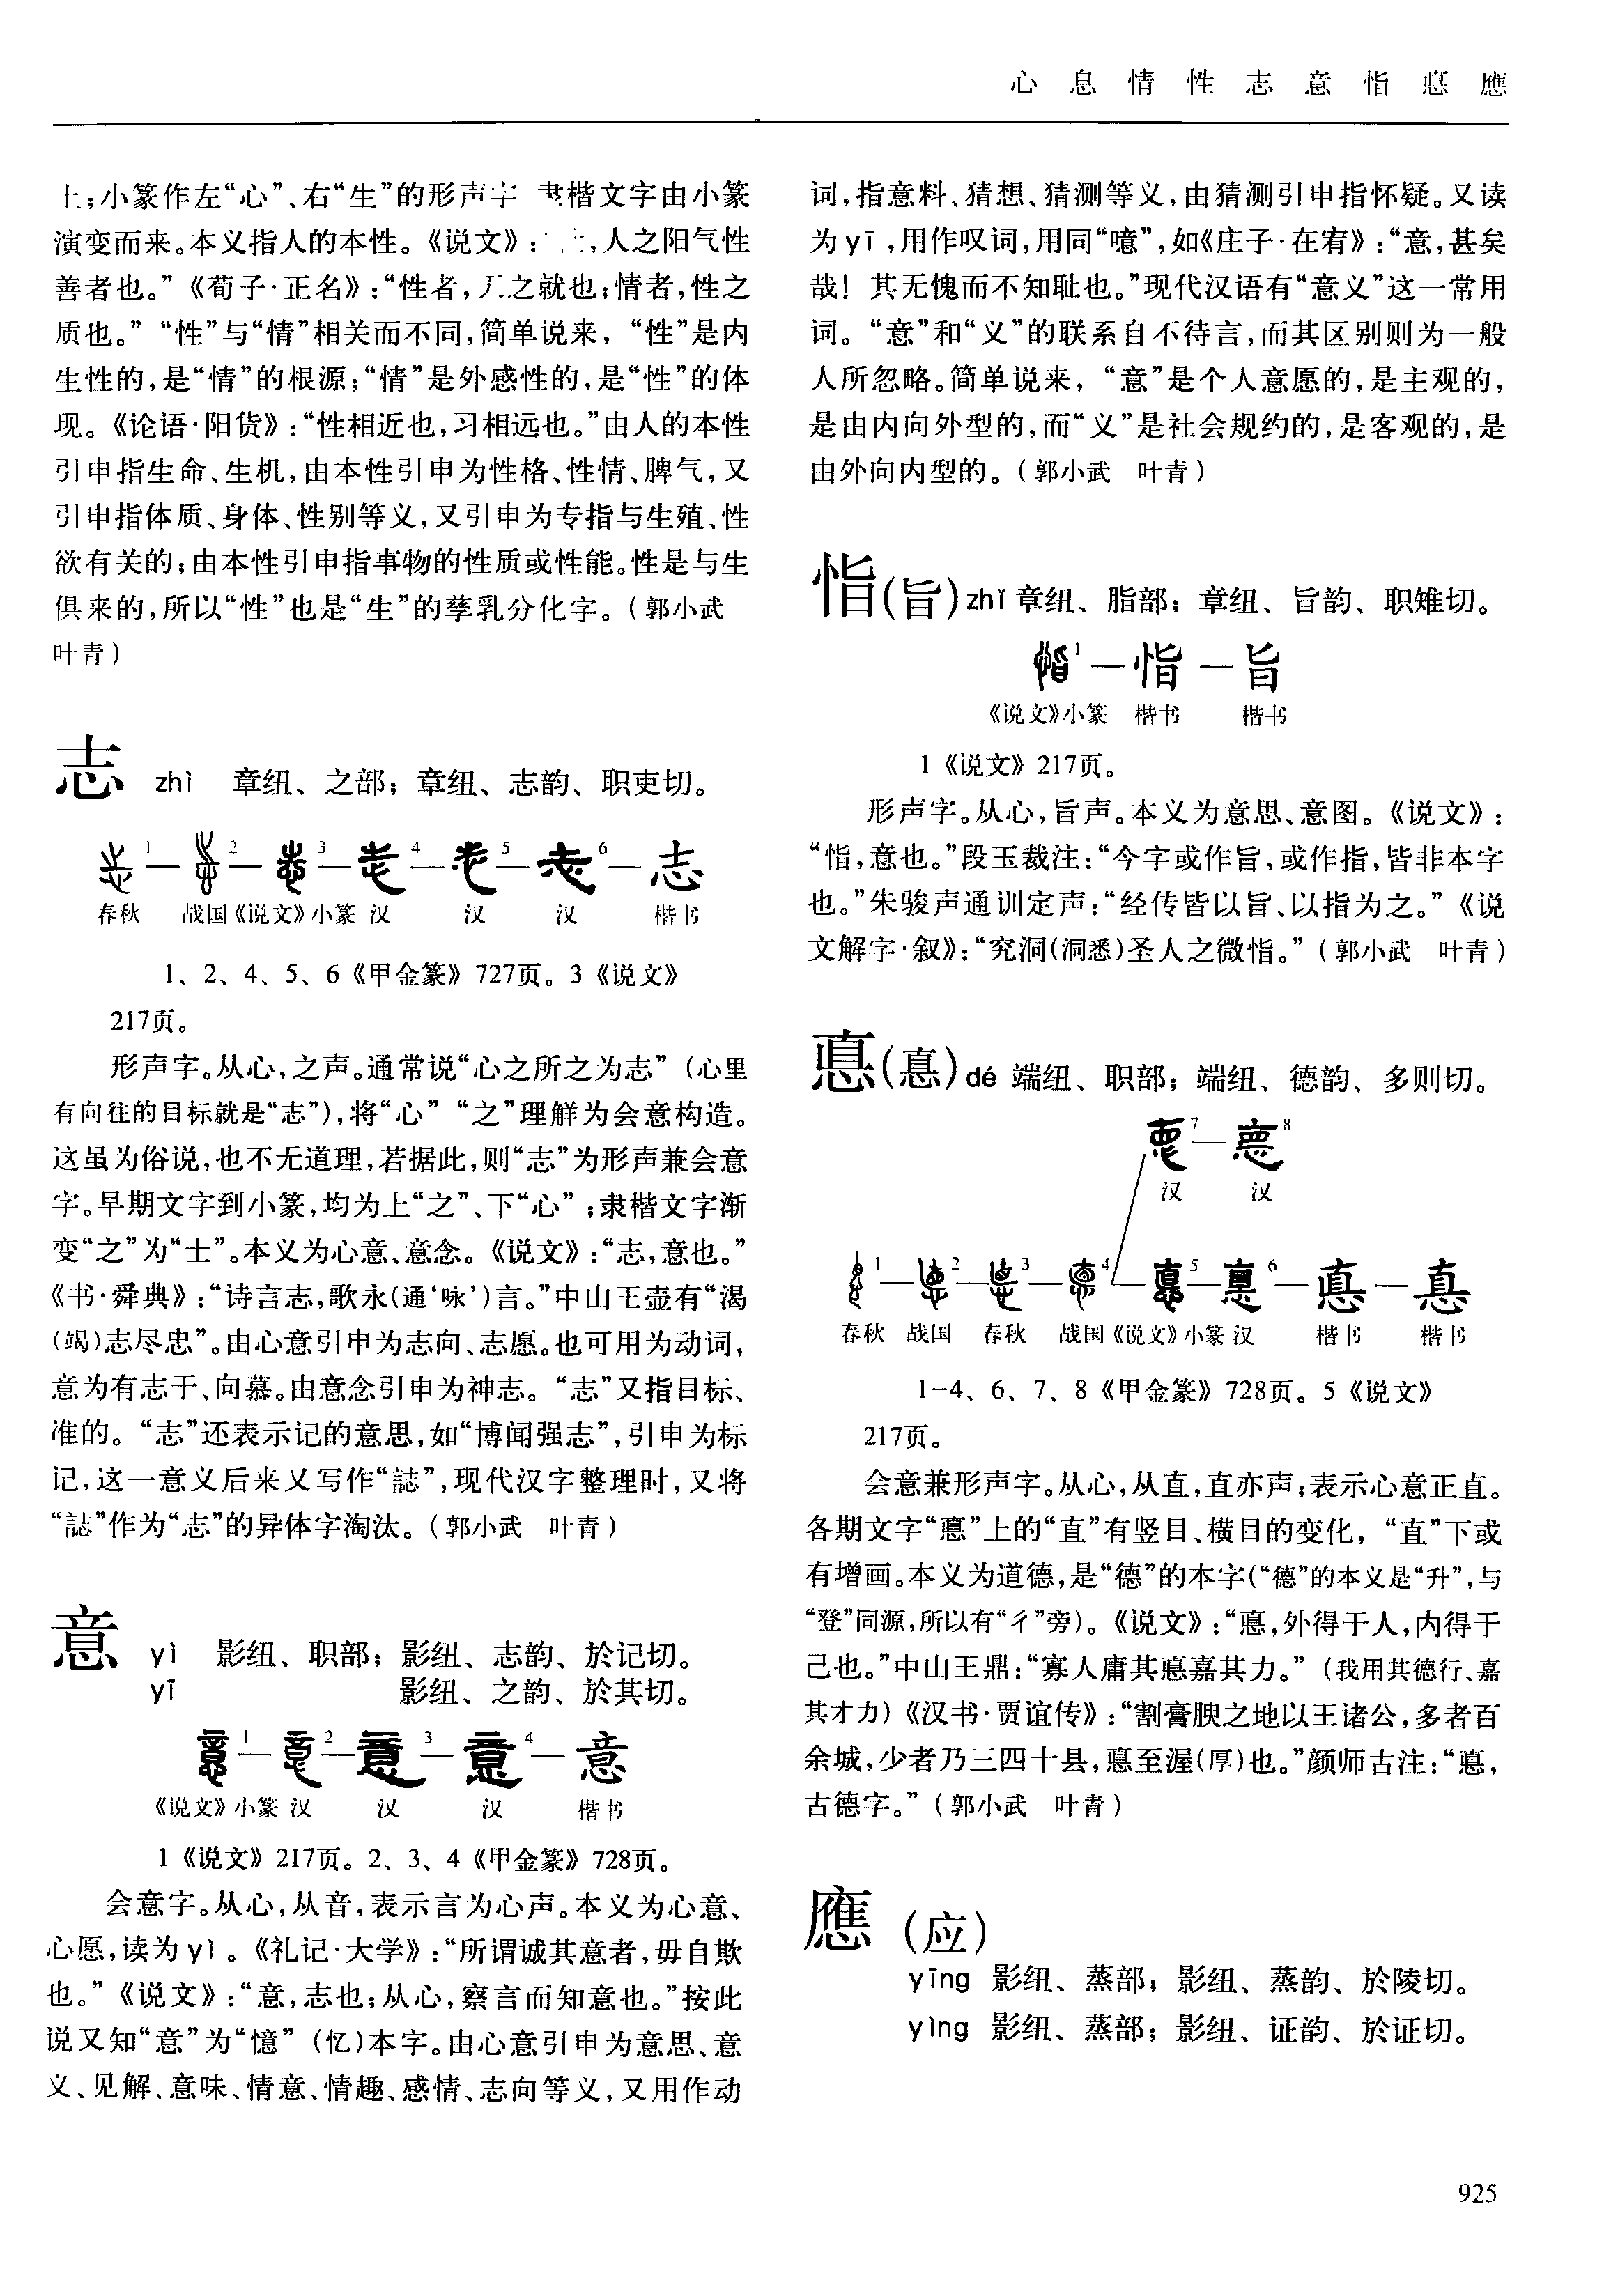 心 息 情 性 志 意 恉 悳 應
上；小篆作左“心”、右“生”的形声字 隶楷文字由小篆
演变而来。本义指人的本性。《说文》： ，人之阳气性
善者也。”《荀子·正名》：“性者， 之就也；情者，性之
质也。”“性”与“情”相关而不同，简单说来，“性”是内
生性的，是“情”的根源；“情”是外感性的，是“性”的体
现。《论语·阳货》：“性相近也，习相远也。”由人的本性
引申指生命、生机，由本性引申为性格、性情、脾气，又
引申指体质、身体、性别等义，又引申为专指与生殖、性
欲有关的；由本性引申指事物的性质或性能。性是与生
俱来的，所以“性”也是“生”的孳乳分化字。（郭小武
叶青）
志 zhì 章纽、之部；章纽、志韵、职吏切。
1— 2— 3— 4— 5— 6—志
春秋 战国《说文》小篆 汉 汉 汉 楷书
1、2、4、5、6《甲金篆》727页。3《说文》
217页。
形声字。从心，之声。通常说“心之所之为志”（心里
有向往的目标就是“志”），将“心”“之”理解为会意构造。
这虽为俗说，也不无道理，若据此，则“志”为形声兼会意
字。早期文字到小篆，均为上“之”、下“心”；隶楷文字渐
变“之”为“士”。本义为心意、意念。《说文》：“志，意也。”
《书·舜典》：“诗言志，歌永（通‘咏’）言。”中山王壶有“渴
（竭）志尽忠”。由心意引申为志向、志愿。也可用为动词，
意为有志于、向慕。由意念引申为神志。“志”又指目标、
准的。“志”还表示记的意思，如“博闻强志”，引申为标
记，这一意义后来又写作“誌”，现代汉字整理时，又将
“誌”作为“志”的异体字淘汰。（郭小武 叶青）
意 yì 影纽、职部；影纽、志韵、於记切。
yī 影纽、之韵、於其切。
1— 2— 3— 4—意
《说文》小篆 汉 汉 汉 楷书
1《说文》217页。2、3、4《甲金篆》728页。
会意字。从心，从音，表示言为心声。本义为心意、
心愿，读为yì。《礼记·大学》：“所谓诚其意者，毋自欺
也。”《说文》：“意，志也；从心，察言而知意也。”按此
说又知“意”为“憶”（忆）本字。由心意引申为意思、意
义、见解、意味、情意、情趣、感情、志向等义，又用作动
词，指意料、猜想、猜测等义，由猜测引申指怀疑。又读
为yī，用作叹词，用同“噫”，如《庄子·在宥》：“意，甚矣
哉！其无愧而不知耻也。”现代汉语有“意义”这一常用
词。“意”和“义”的联系自不待言，而其区别则为一般
人所忽略。简单说来，“意”是个人意愿的，是主观的，
是由内向外型的，而“义”是社会规约的，是客观的，是
由外向内型的。（郭小武 叶青）
恉（旨）zhǐ 章纽、脂部；章纽、旨韵、职雉切。
1—恉—旨
《说文》小篆 楷书 楷书
1《说文》217页。
形声字。从心，旨声。本义为意思、意图。《说文》：
“恉，意也。”段玉裁注：“今字或作旨，或作指，皆非本字
也。”朱骏声通训定声：“经传皆以旨、以指为之。”《说
文解字·叙》：“究洞（洞悉）圣人之微恉。”（郭小武 叶青）
悳（惪）dé 端纽、职部；端纽、德韵、多则切。
7— 8
汉 汉
1— 2— 3— 4— 5— 6—悳—惪
春秋 战国 春秋 战国《说文》小篆 汉 楷书 楷书
1-4、6、7、8《甲金篆》728页。5《说文》
217页。
会意兼形声字。从心，从直，直亦声；表示心意正直。
各期文字“悳”上的“直”有竖目、横目的变化，“直”下或
有增画。本义为道德，是“德”的本字（“德”的本义是“升”，与
“登”同源，所以有“彳”旁）。《说文》：“悳，外得于人，内得于
己也。”中山王鼎：“寡人庸其悳嘉其力。”（我用其德行、嘉
其才力）《汉书·贾谊传》：“割膏腴之地以王诸公，多者百
余城，少者乃三四十县，悳至渥（厚）也。”颜师古注：“悳，
古德字。”（郭小武 叶青）
應（应）
yīng 影纽、蒸部；影纽、蒸韵、於陵切。
yìng 影纽、蒸部；影纽、证韵、於证切。
925